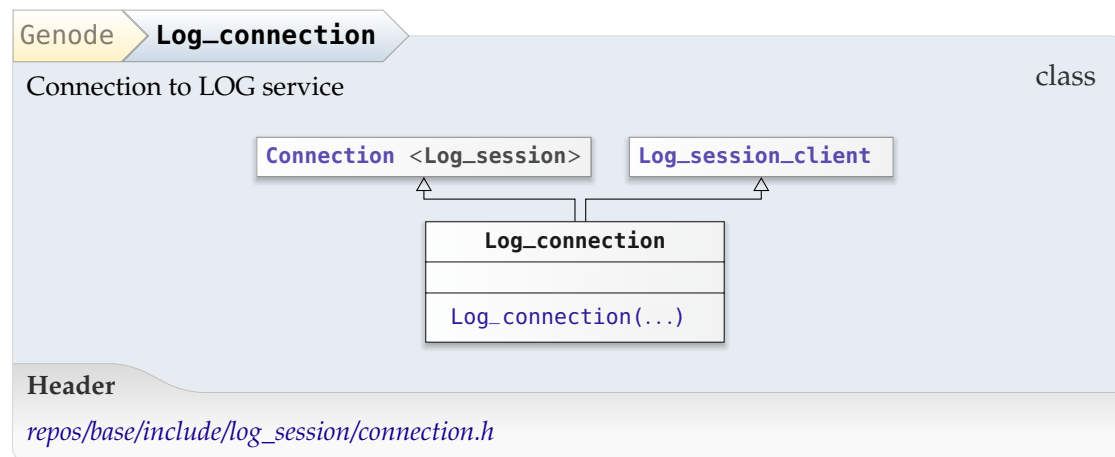 Genode Log_connection
Connection to LOG service
class
Connection <Log_session>
Log_session_client
Log_connection
Log_connection(...)
Header
repos/base/include/log_session/connection.h